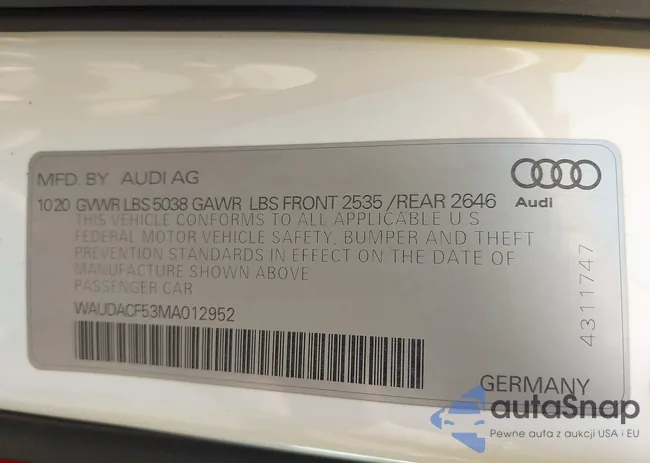 MFD. BY AUDI AG
10 20 GVWR LBS 5038 GAWR LBS FRONT 2535 /REAR 2646
THIS VEHICLE CONFORMS TO ALL APPLICABLE U S
FEDERAL MOTOR VEHICLE SAFETY, BUMPER AND THEFT
PREVENTION STANDARDS IN EFFECT ON THE DATE OF
MANUFACTURE SHOWN ABOVE
PASSENGER CAR
WAUDACF53MA012952
Audi
4311747
GERMANY
autaSnap
Pewne auta z aukcji USA i EU